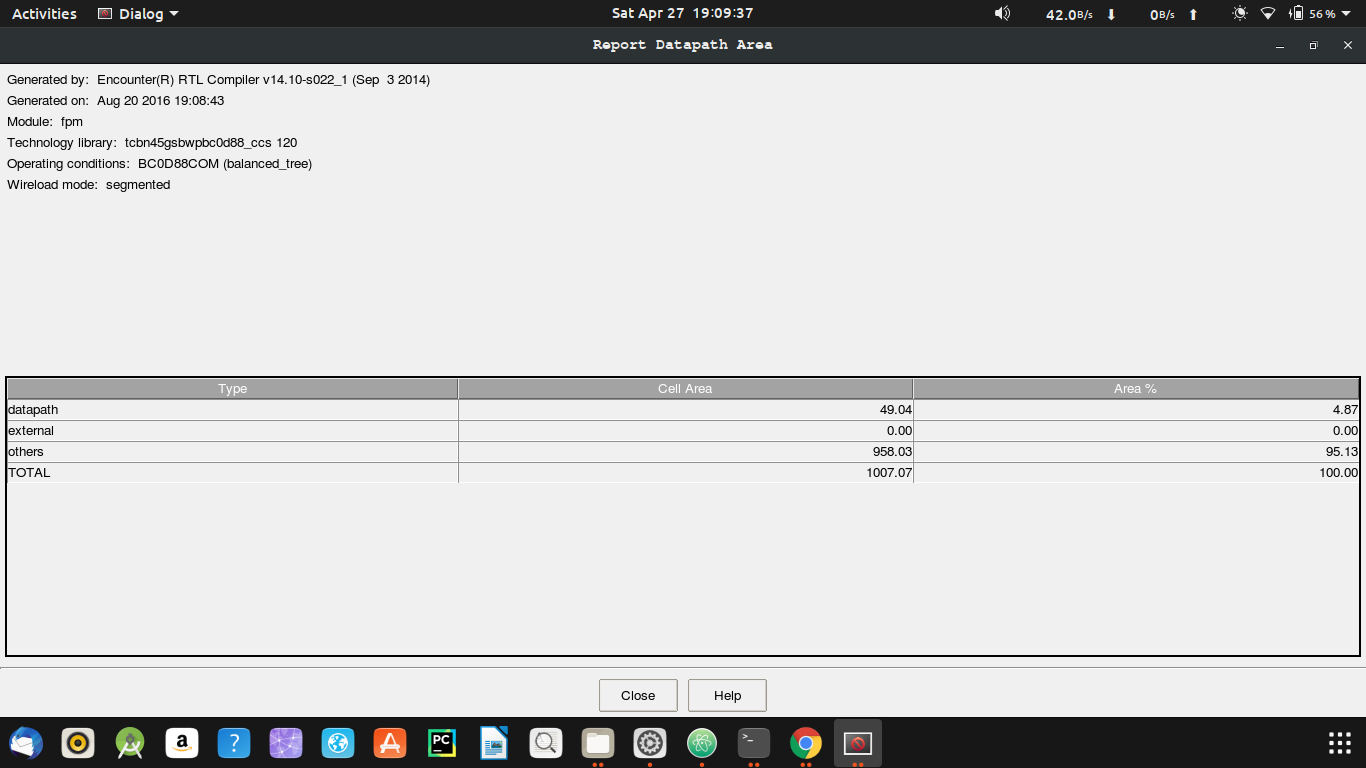 Activities Dialog Sat Apr 27 19:09:37 42.0B/s 0B/s 56 %
Report Datapath Area
Generated by: Encounter(R) RTL Compiler v14.10-s022_1 (Sep 3 2014)
Generated on: Aug 20 2016 19:08:43
Module: fpm
Technology library: tcbn45gsbwpbc0d88_ccs 120
Operating conditions: BC0D88COM (balanced_tree)
Wireload mode: segmented
Type Cell Area Area %
datapath 49.04 4.87
external 0.00 0.00
others 958.03 95.13
TOTAL 1007.07 100.00
Close Help
a ? A PC >_